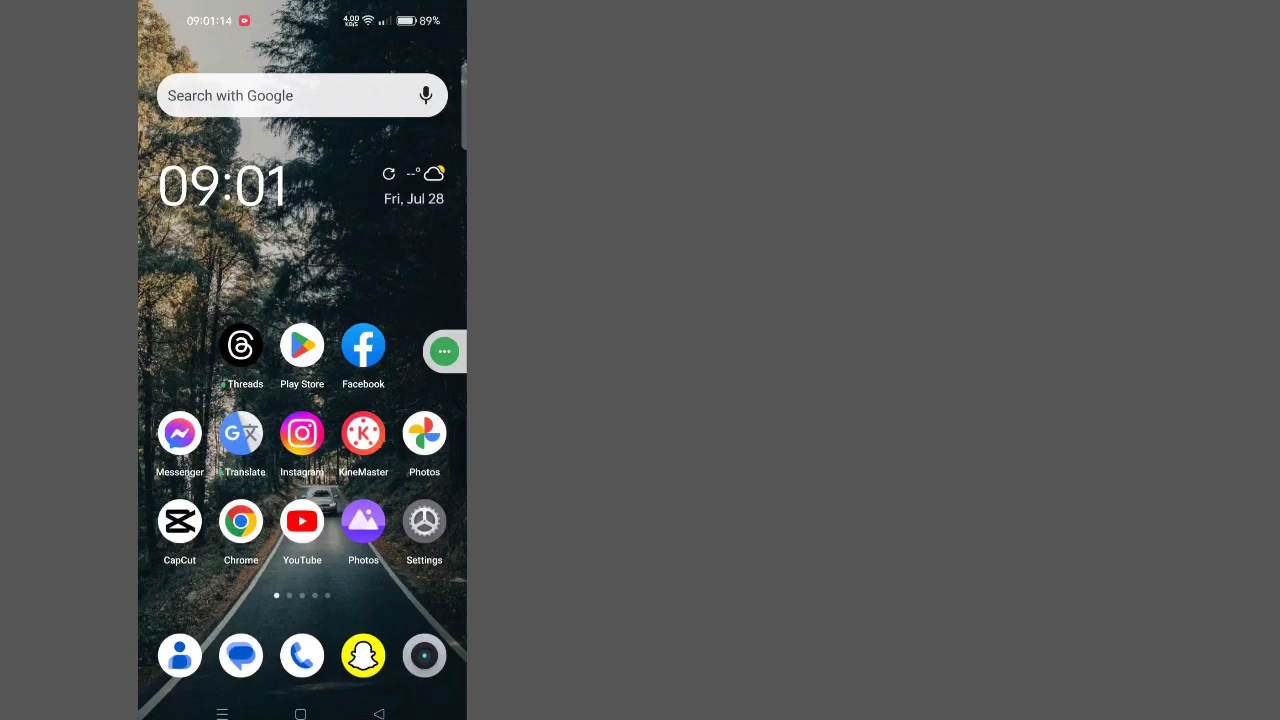 09:01:14 4.00 KB/S 89%
Search with Google
09:01
--°
Fri, Jul 28
Threads Play Store Facebook
Messenger Translate Instagram KineMaster Photos
CapCut Chrome YouTube Photos Settings